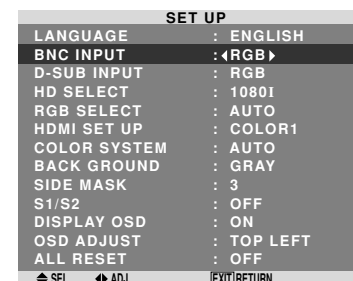 SET UP
LANGUAGE : ENGLISH
BNC INPUT : ◀RGB▶
D-SUB INPUT : RGB
HD SELECT : 1080I
RGB SELECT : AUTO
HDMI SET UP : COLOR1
COLOR SYSTEM : AUTO
BACK GROUND : GRAY
SIDE MASK : 3
S1/S2 : OFF
DISPLAY OSD : ON
OSD ADJUST : TOP LEFT
ALL RESET : OFF
SEL. ADJ. EXIT RETURN